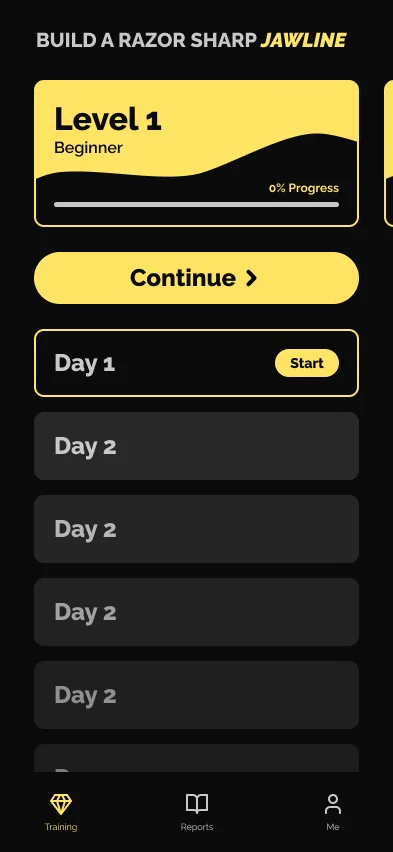 BUILD A RAZOR SHARP JAWLINE
Level 1
Beginner
0% Progress
Continue
Day 1
Start
Day 2
Day 2
Day 2
Day 2
Training
Reports
Me